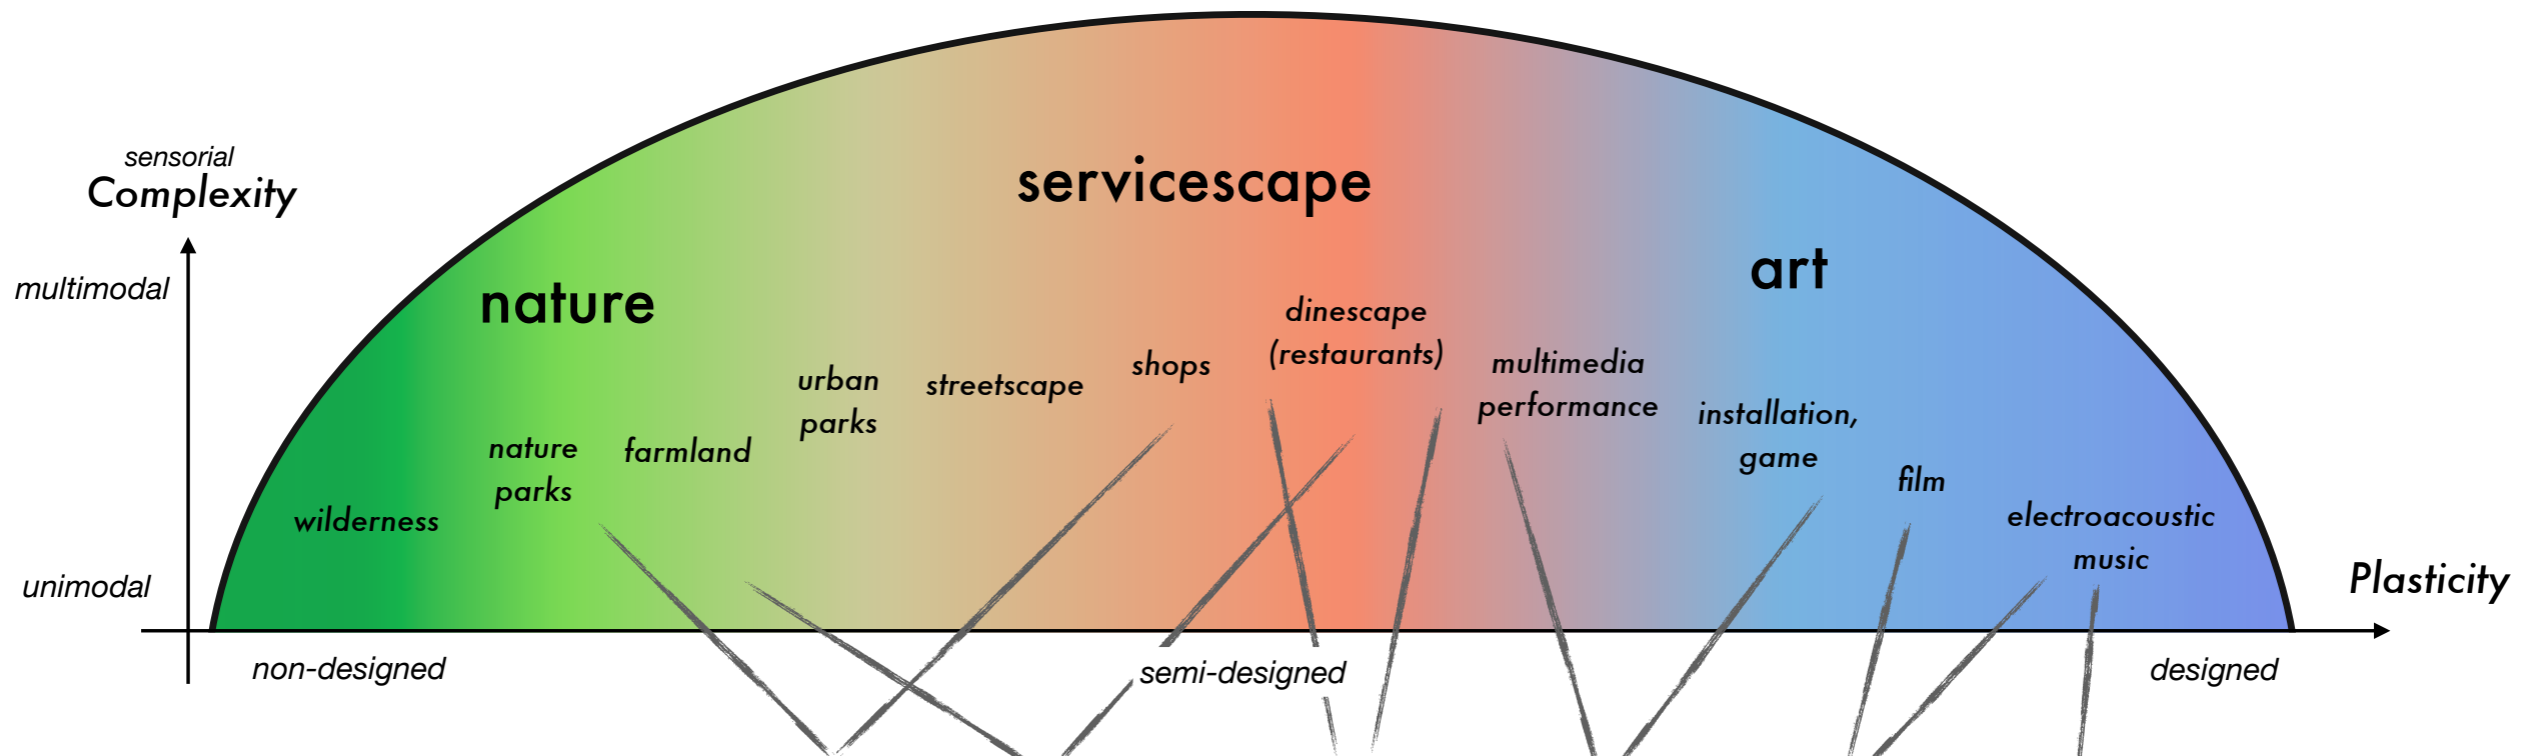 sensorial
Complexity
multimodal
unimodal
nature
servicescape
art
wilderness
nature
parks
farmland
urban
parks
streetscape
shops
dinescape
(restaurants)
multimedia
performance
installation,
game
film
electroacoustic
music
Plasticity
non-designed
semi-designed
designed